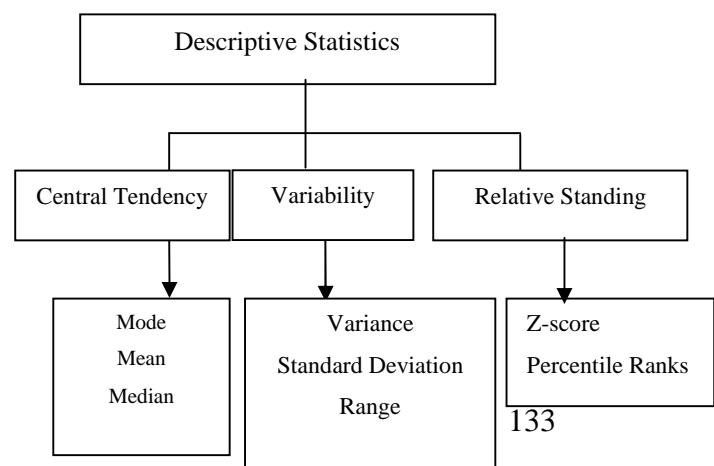 Descriptive Statistics
Central Tendency
Variability
Relative Standing
Mode
Mean
Median
Variance
Standard Deviation
Range
Z-score
Percentile Ranks
133